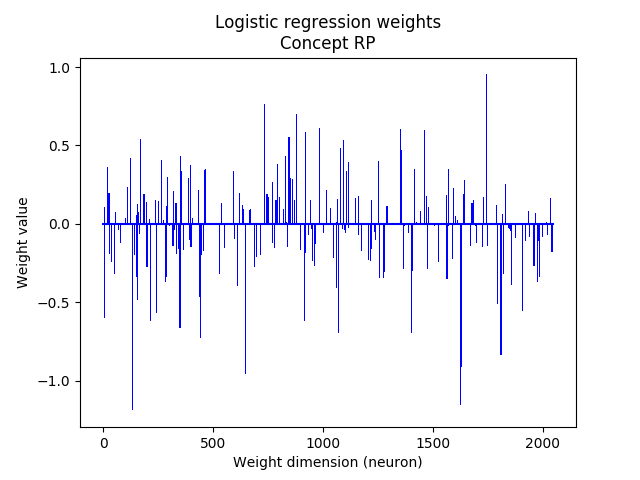 Logistic regression weights
Concept RP
Weight value
1.0
0.5
0.0
−0.5
−1.0
0
500
1000
1500
2000
Weight dimension (neuron)